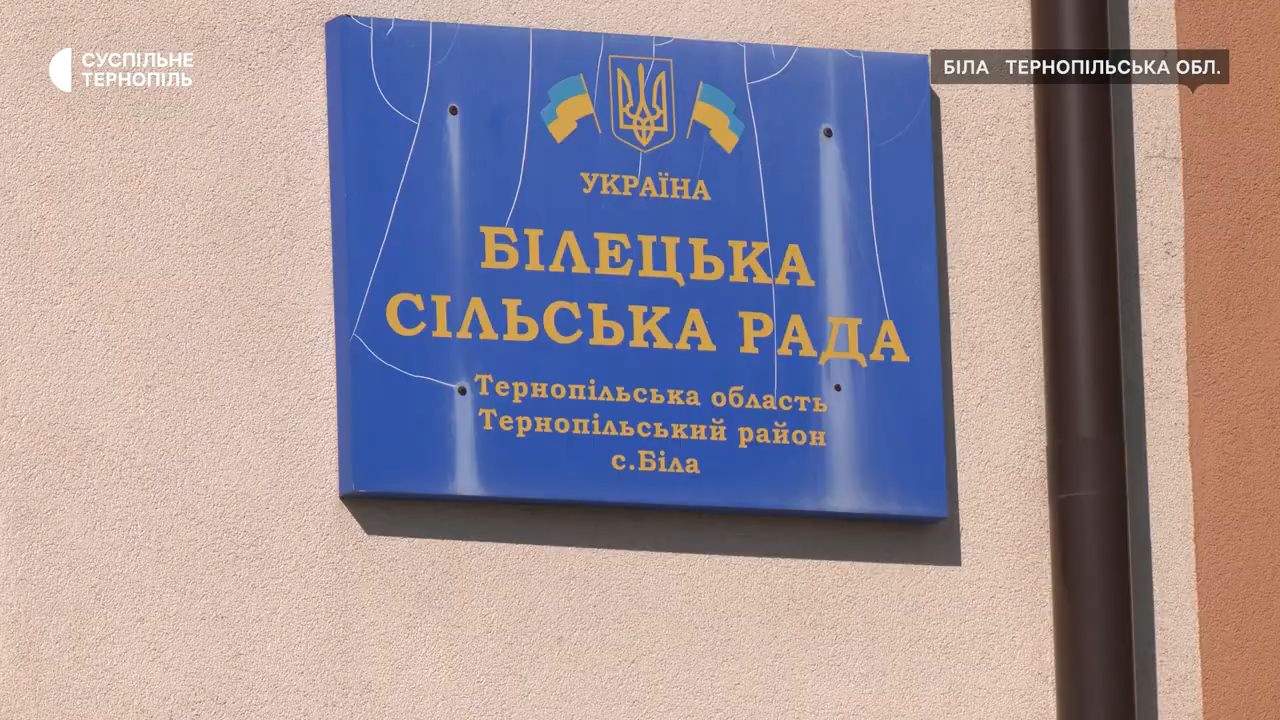 СУСПІЛЬНЕ
ТЕРНОПІЛЬ
БІЛА ТЕРНОПІЛЬСЬКА ОБЛ.
УКРАЇНА
БІЛЕЦЬКА
СІЛЬСЬКА РАДА
Тернопільська область
Тернопільський район
с.Біла